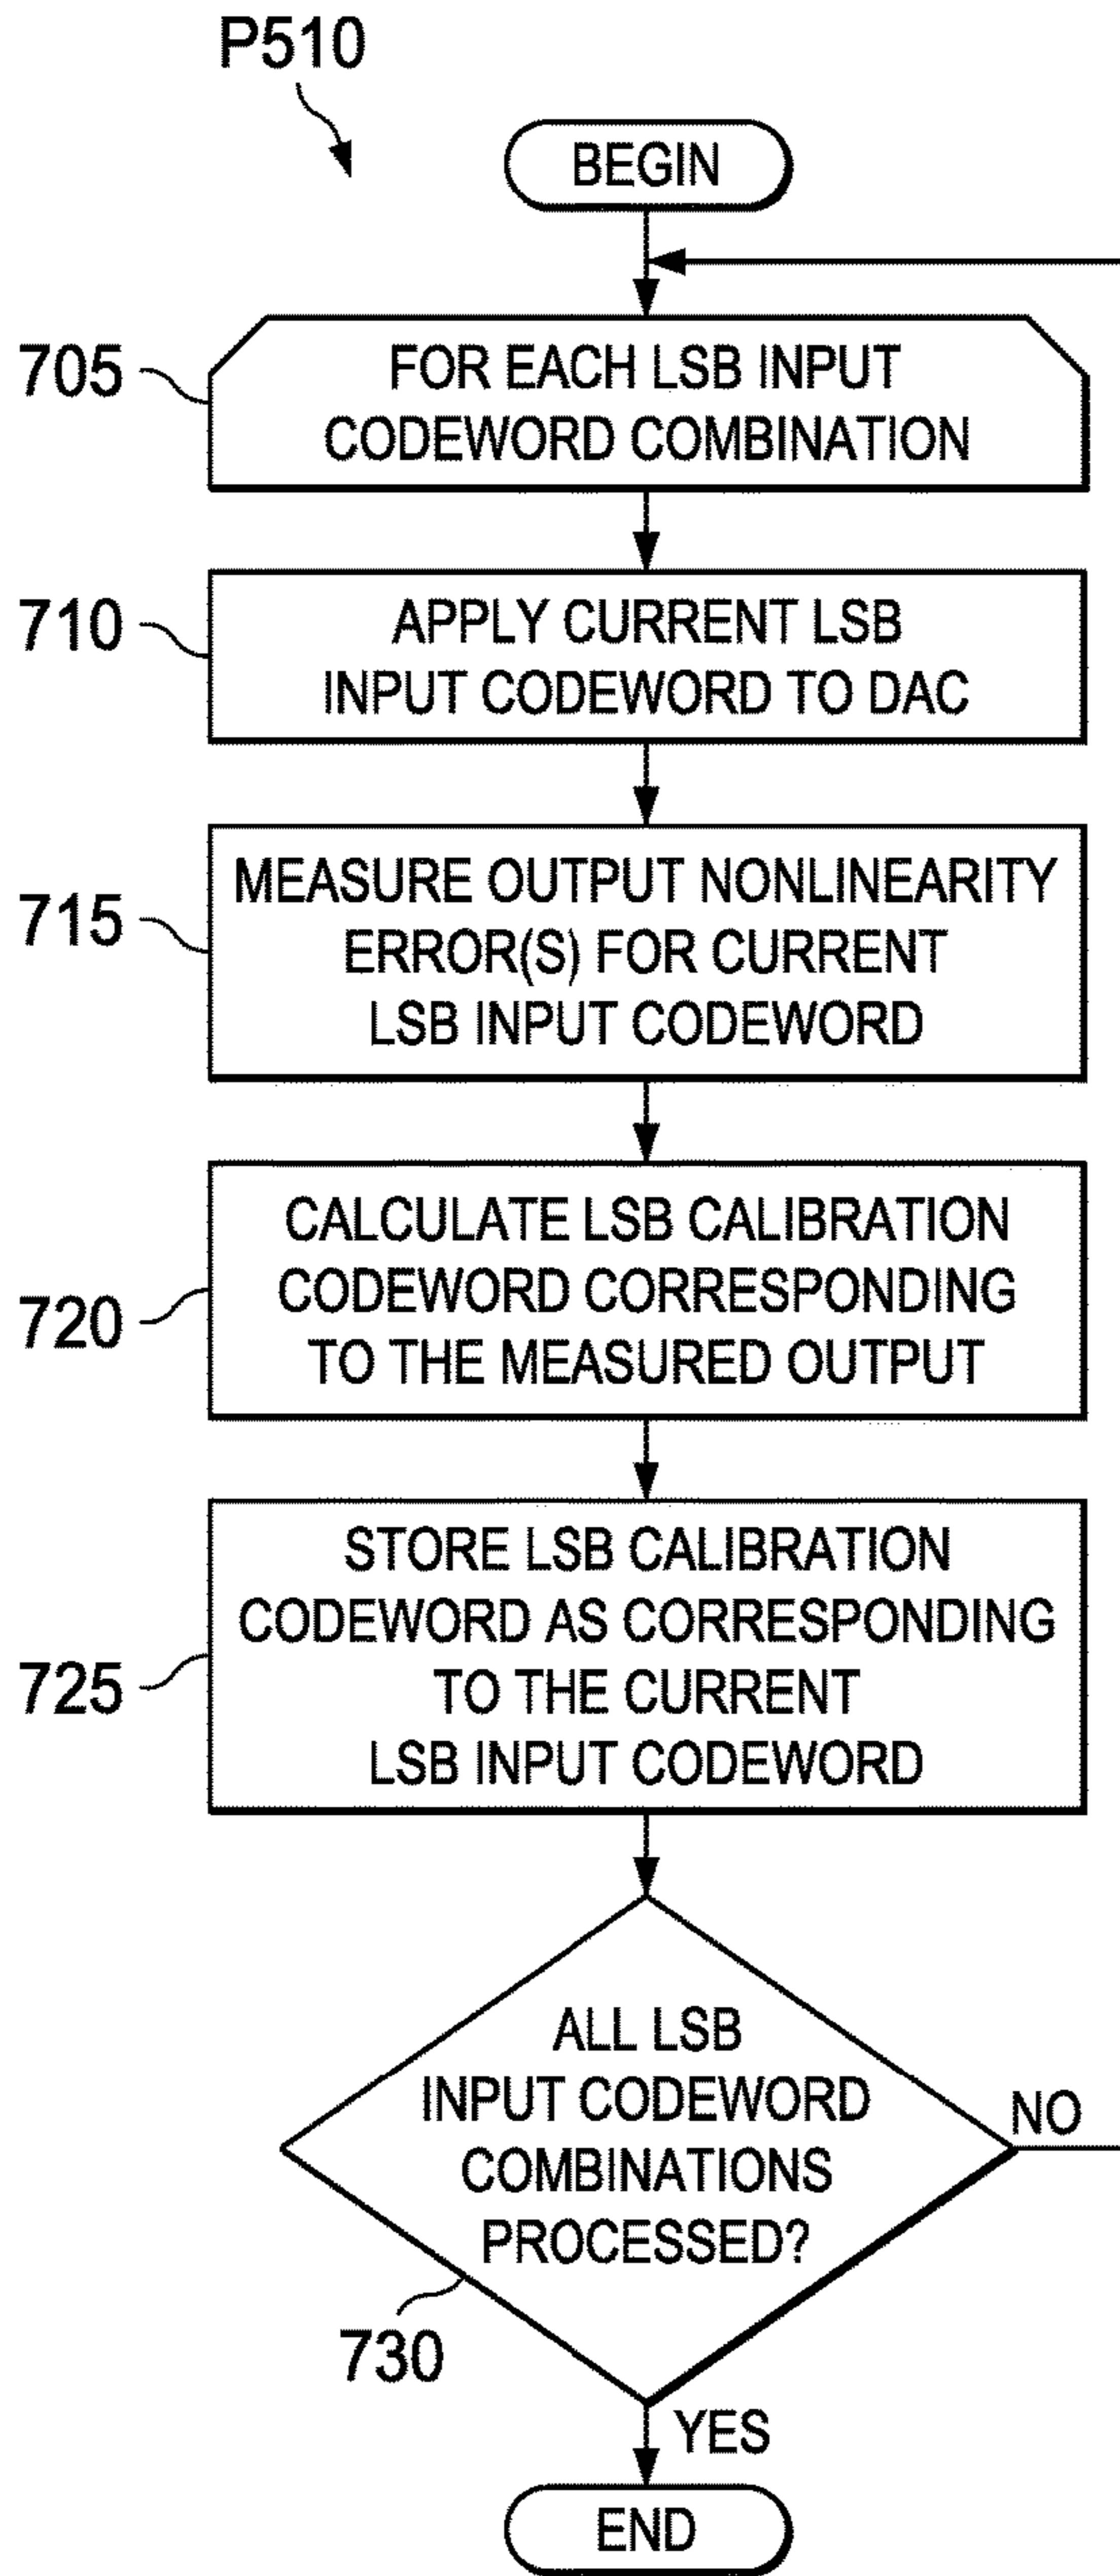 P510
BEGIN
705
FOR EACH LSB INPUT
CODEWORD COMBINATION
710
APPLY CURRENT LSB
INPUT CODEWORD TO DAC
715
MEASURE OUTPUT NONLINEARITY
ERROR(S) FOR CURRENT
LSB INPUT CODEWORD
720
CALCULATE LSB CALIBRATION
CODEWORD CORRESPONDING
TO THE MEASURED OUTPUT
725
STORE LSB CALIBRATION
CODEWORD AS CORRESPONDING
TO THE CURRENT
LSB INPUT CODEWORD
ALL LSB
INPUT CODEWORD
COMBINATIONS
PROCESSED?
NO
730
YES
END